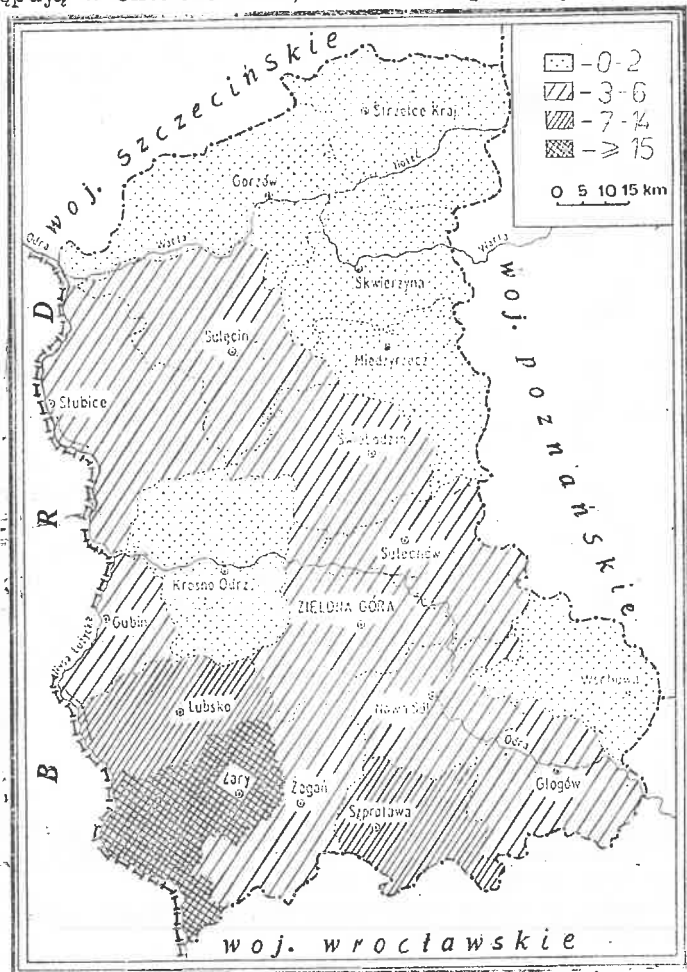 woj. szczecińskie
0-2
3-6
7-14
≥ 15
0 5 10 15 km
Strzelce Kraj.
Gorzów
Noteć
Odra
Warta
Warta
Skwierzyna
woj. poznańskie
D
Sulęcin
Międzyrzecz
Słubice
Świebodzin
R
Sulechów
Krosno Odrz.
ZIELONA GÓRA
Gubin
Nysa Łużycka
Wschowa
Lubsko
Nowa Sól
Odra
B
Żary
Żagań
Głogów
Szprotawa
woj. wrocławskie